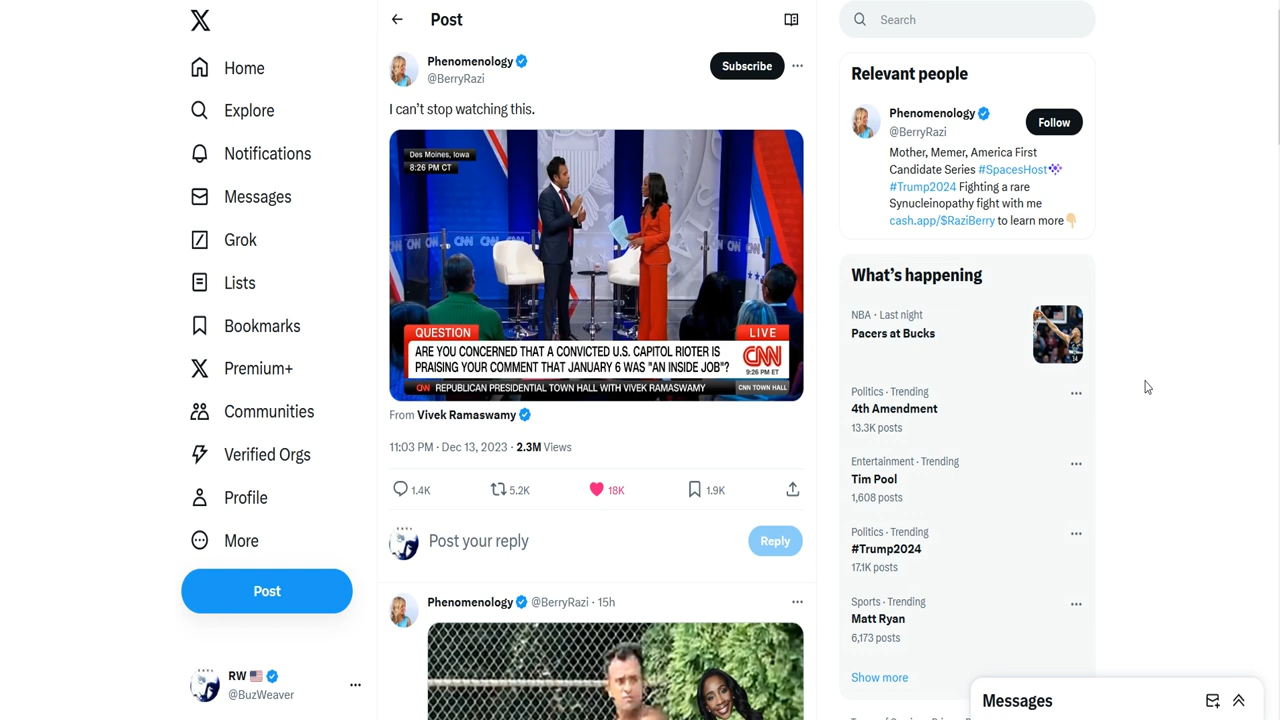 Home
Explore
Notifications
Messages
Grok
Lists
Bookmarks
Premium+
Communities
Verified Orgs
Profile
More
Post
RW
@BuzWeaver
Post
Phenomenology
@BerryRazi
Subscribe
I can't stop watching this.
Des Moines, Iowa
8:26 PM CT
QUESTION
LIVE
ARE YOU CONCERNED THAT A CONVICTED U.S. CAPITOL RIOTER IS
PRAISING YOUR COMMENT THAT JANUARY 6 WAS "AN INSIDE JOB"?
CNN
9:26 PM ET
CNN REPUBLICAN PRESIDENTIAL TOWN HALL WITH VIVEK RAMASWAMY
CNN TOWN HALL
From Vivek Ramaswamy
11:03 PM · Dec 13, 2023 · 2.3M Views
1.4K 5.2K 18K 1.9K
Post your reply
Reply
Phenomenology @BerryRazi · 15h
Search
Relevant people
Phenomenology
@BerryRazi
Follow
Mother, Memer, America First
Candidate Series #SpacesHost
#Trump2024 Fighting a rare
Synucleinopathy fight with me
cash.app/$RaziBerry to learn more
What's happening
NBA · Last night
Pacers at Bucks
Politics · Trending
4th Amendment
13.3K posts
Entertainment · Trending
Tim Pool
1,608 posts
Politics · Trending
#Trump2024
17.1K posts
Sports · Trending
Matt Ryan
6,173 posts
Show more
Messages